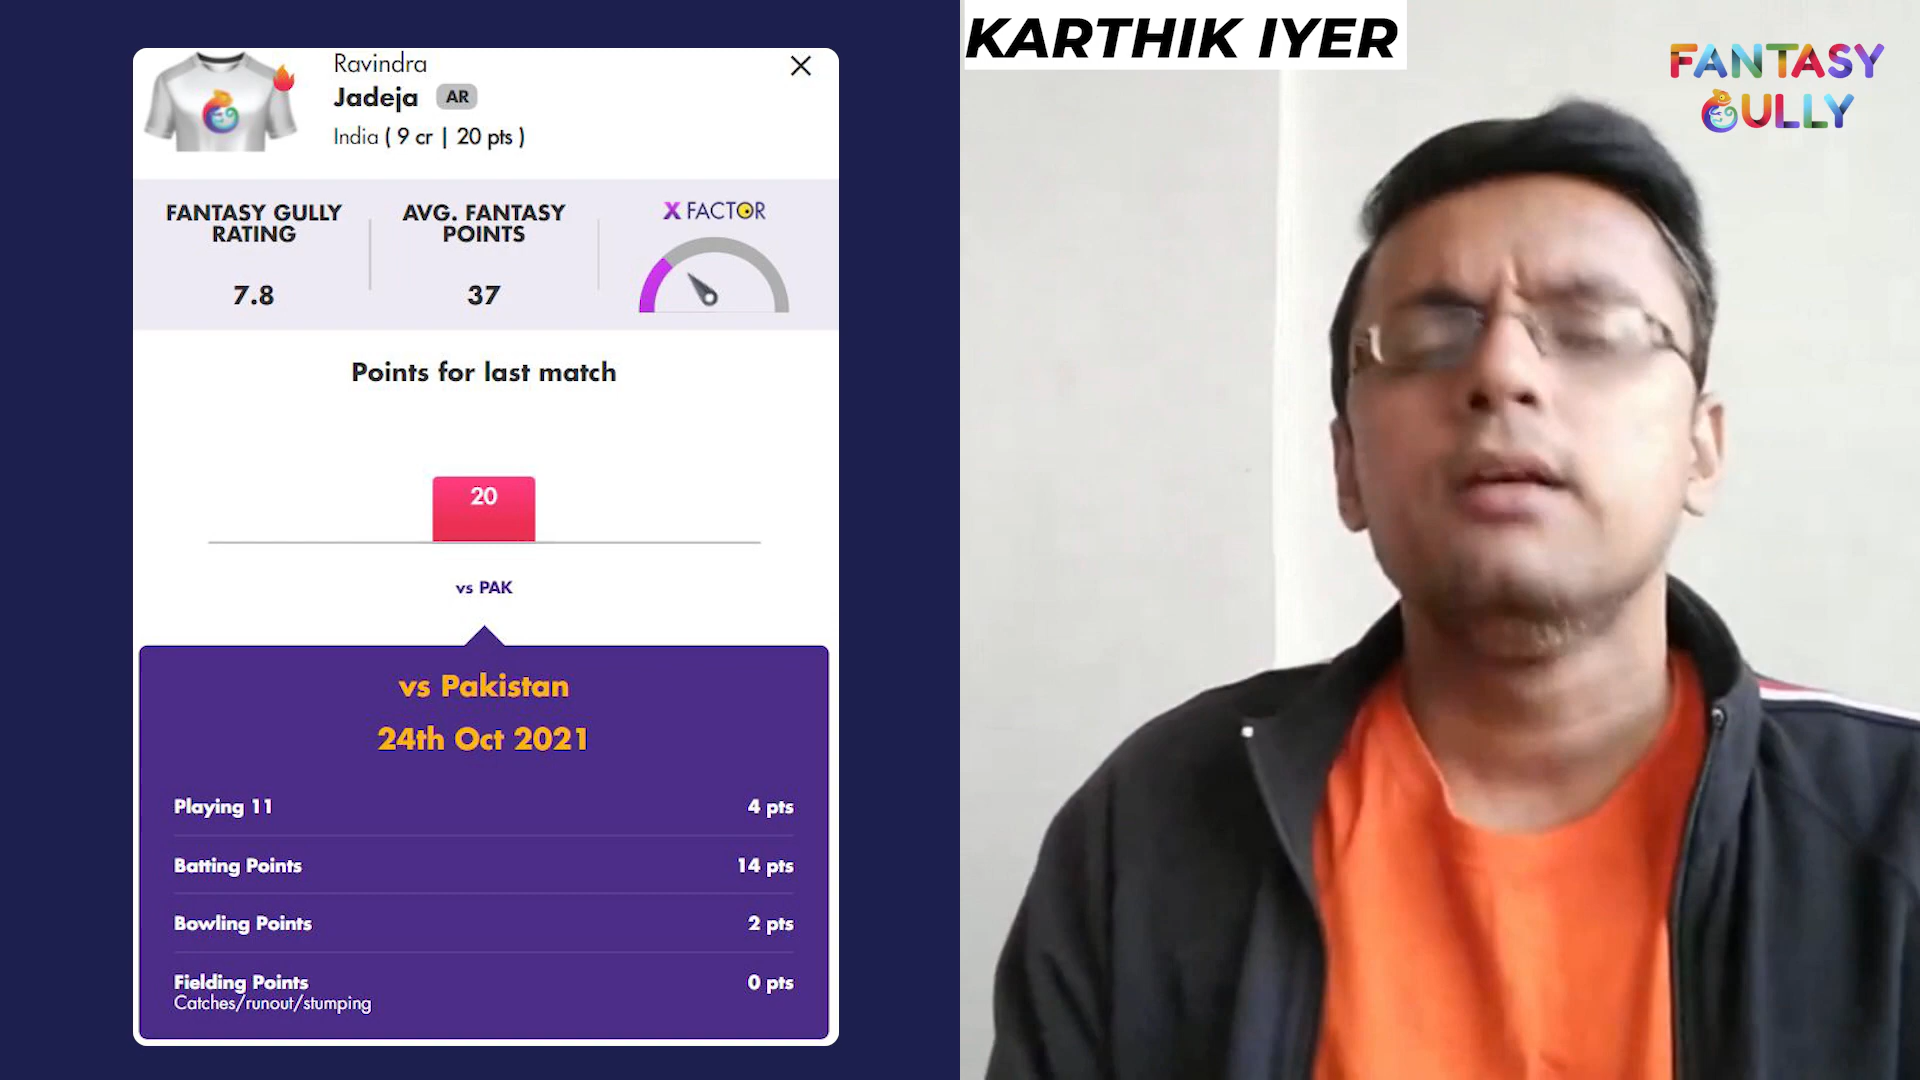 Ravindra
Jadeja AR
India ( 9 cr | 20 pts )
FANTASY GULLY
RATING
7.8
AVG. FANTASY
POINTS
37
X FACTOR
Points for last match
20
vs PAK
vs Pakistan
24th Oct 2021
Playing 11 4 pts
Batting Points 14 pts
Bowling Points 2 pts
Fielding Points 0 pts
Catches/runout/stumping
KARTHIK IYER
FANTASY
GULLY